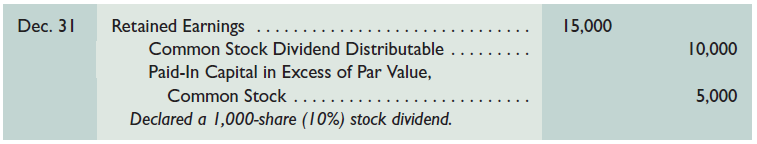 Dec. 31 Retained Earnings .............................. 15,000
Common Stock Dividend Distributable ......... 10,000
Paid-In Capital in Excess of Par Value,
Common Stock .......................... 5,000
Declared a 1,000-share (10%) stock dividend.